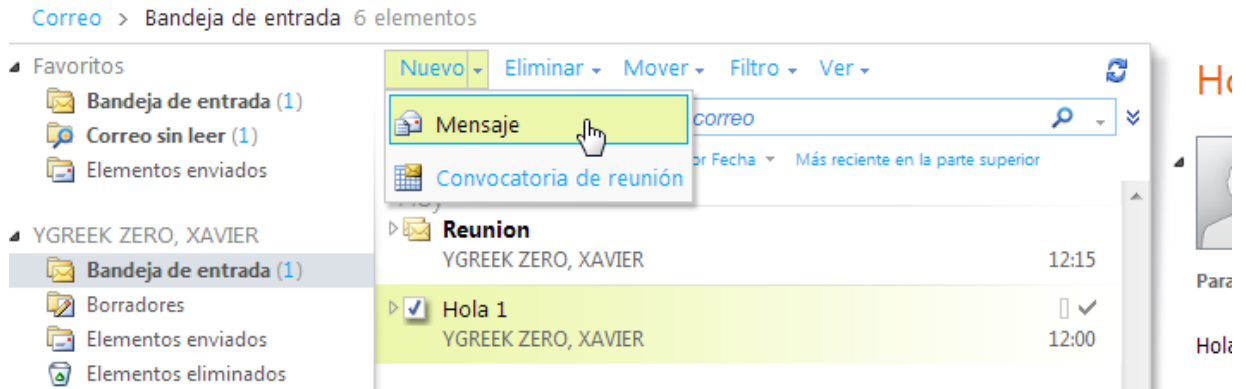 Correo > Bandeja de entrada 6 elementos
Favoritos
Bandeja de entrada (1)
Correo sin leer (1)
Elementos enviados
YGREEK ZERO, XAVIER
Bandeja de entrada (1)
Borradores
Elementos enviados
Elementos eliminados
Nuevo Eliminar Mover Filtro Ver
Mensaje
correo
Fecha Más reciente en la parte superior
Convocatoria de reunión
Reunion
YGREEK ZERO, XAVIER 12:15
Hola 1
YGREEK ZERO, XAVIER 12:00